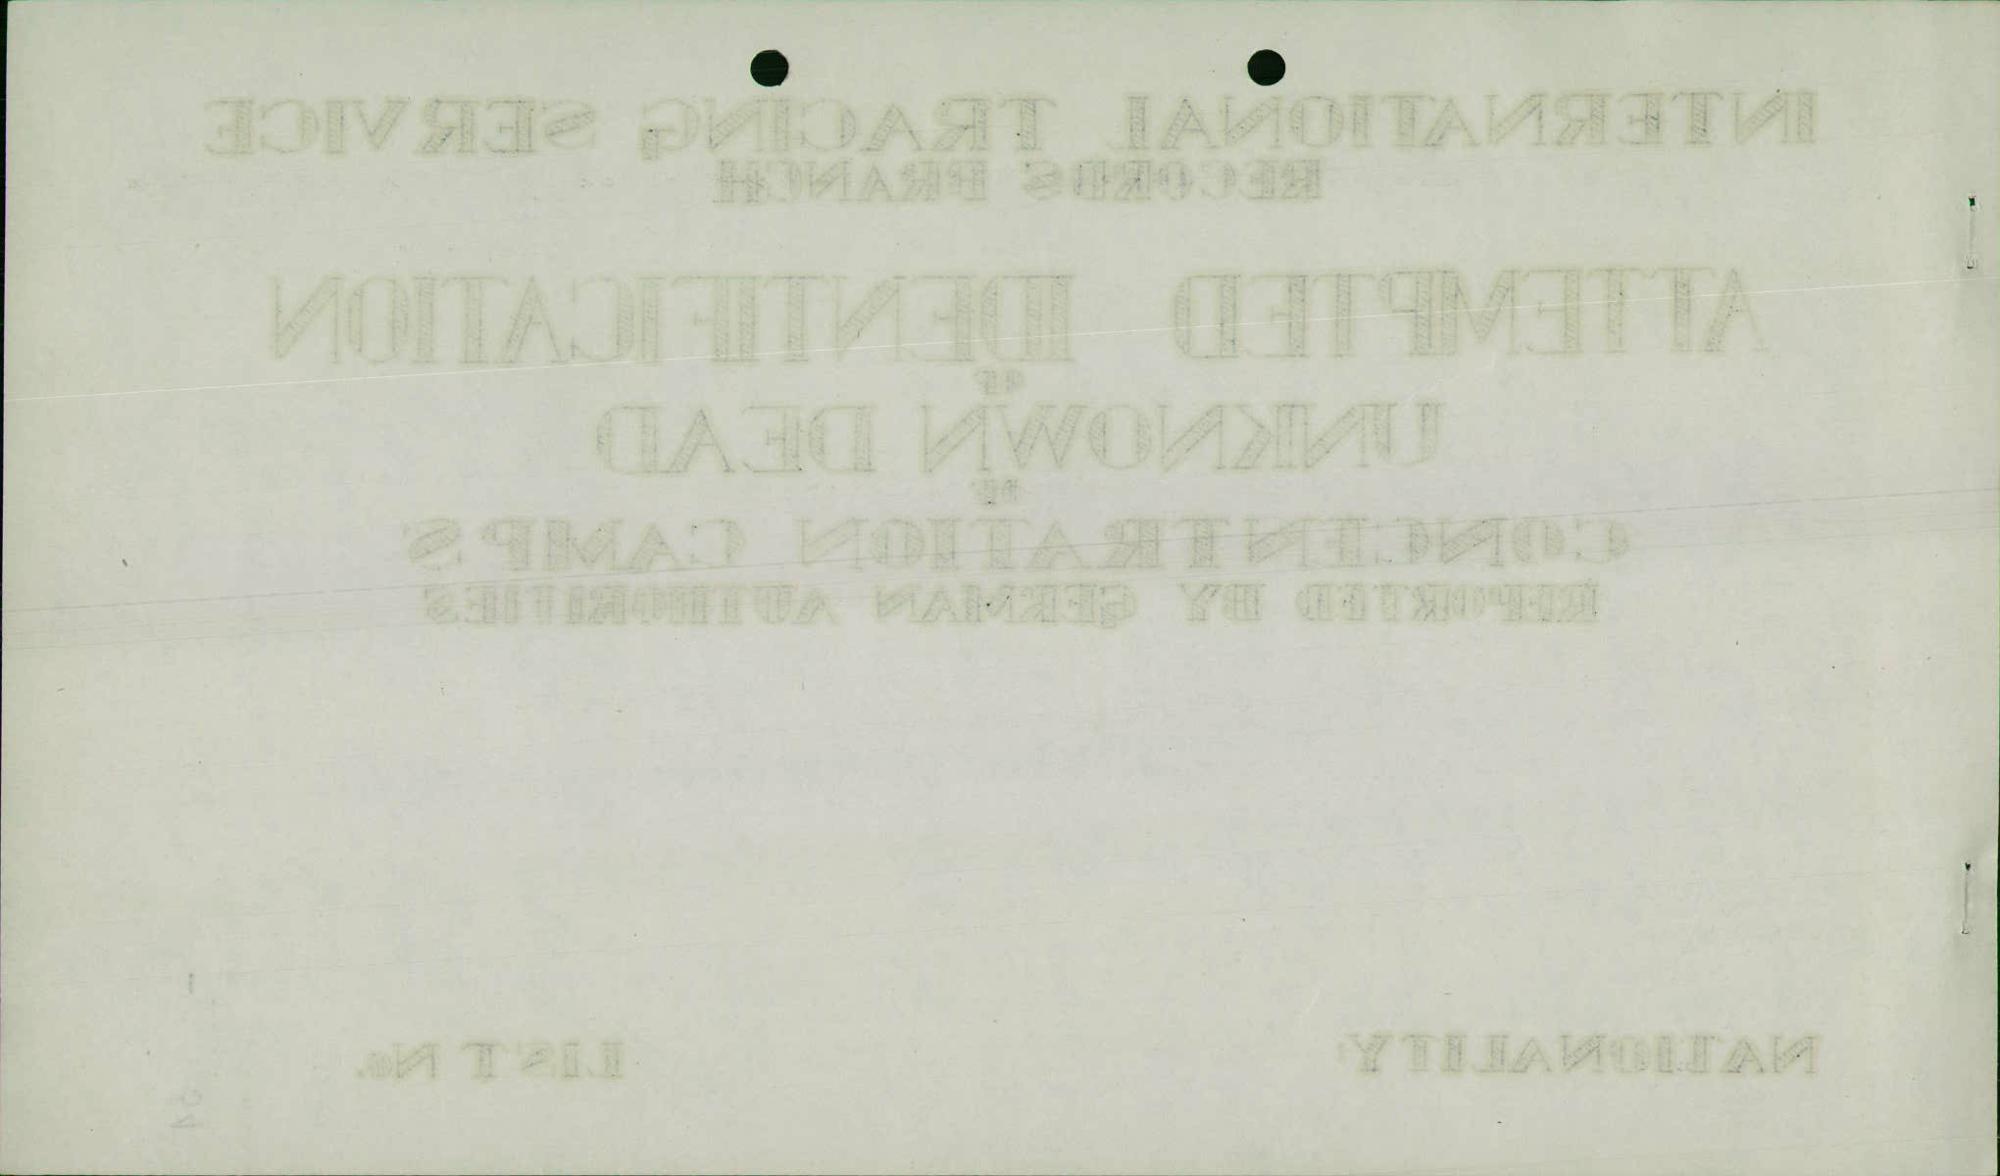 INTERNATIONAL TRACING SERVICE
RECORDS BRANCH
ATTEMPTED IDENTIFICATION
OF
UNKNOWN DEAD
OF
CONCENTRATION CAMPS
REPORTED BY GERMAN AUTHORITIES
NATIONALITY: LIST No.